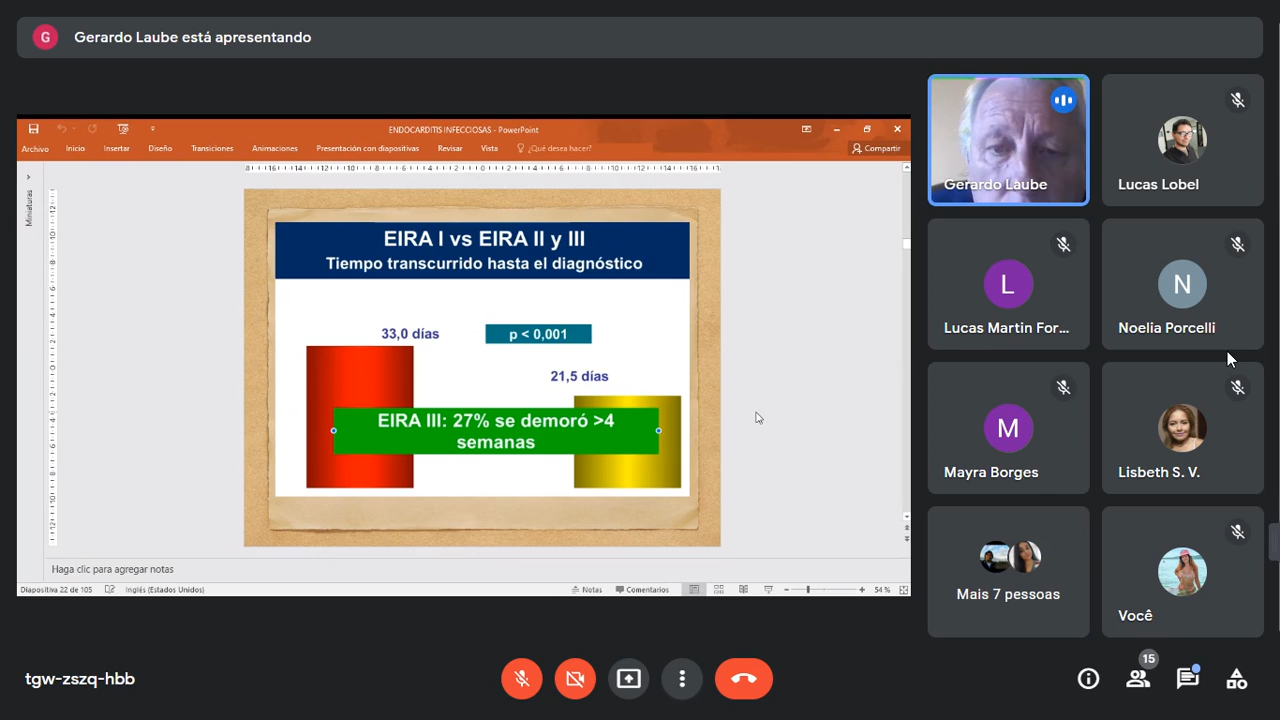 G
Gerardo Laube está apresentando
ENDOCARDITIS INFECCIOSAS - PowerPoint
Archivo Inicio Insertar Diseño Transiciones Animaciones Presentación con diapositivas Revisar Vista ¿Qué desea hacer? Compartir
Miniaturas
EIRA I vs EIRA II y III
Tiempo transcurrido hasta el diagnóstico
33,0 días
p < 0,001
21,5 días
EIRA III: 27% se demoró >4
semanas
Haga clic para agregar notas
Diapositiva 22 de 105 Inglés (Estados Unidos) Notas Comentarios 54 %
Gerardo Laube
Lucas Lobel
L
Lucas Martin For...
N
Noelia Porcelli
M
Mayra Borges
Lisbeth S. V.
Mais 7 pessoas
Você
tgw-zszq-hbb
15